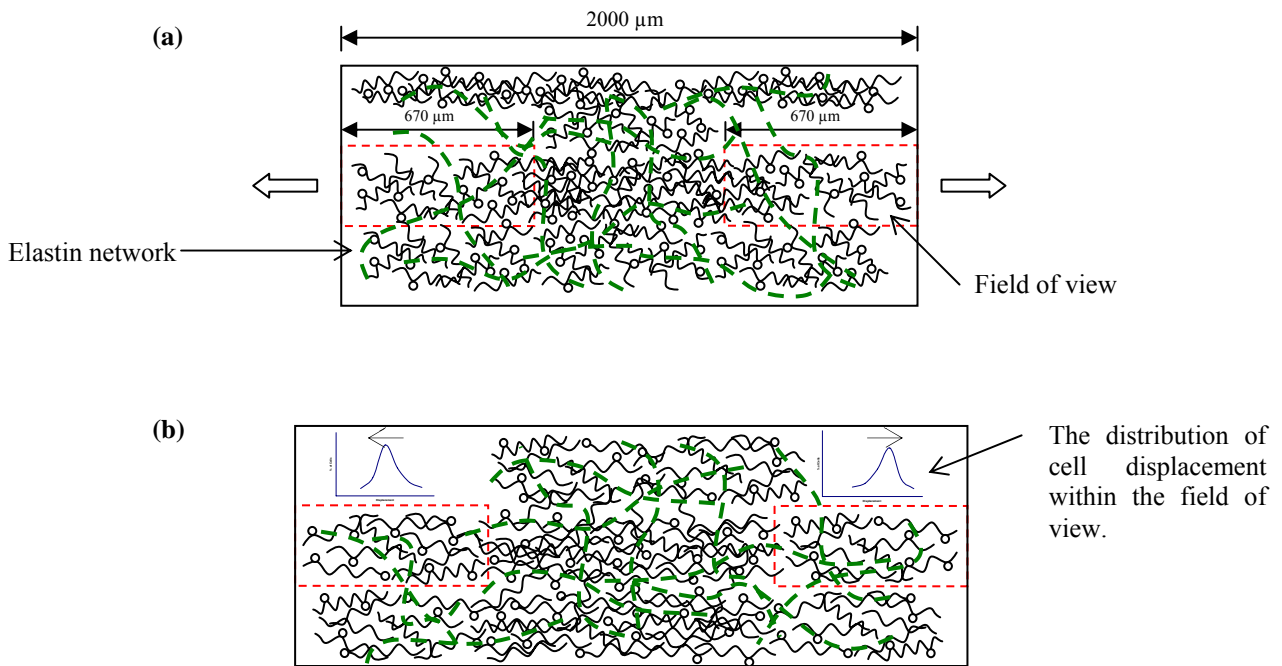 (a)
2000 µm
670 µm
670 µm
Elastin network
Field of view
(b)
The distribution of
cell displacement
within the field of
view.